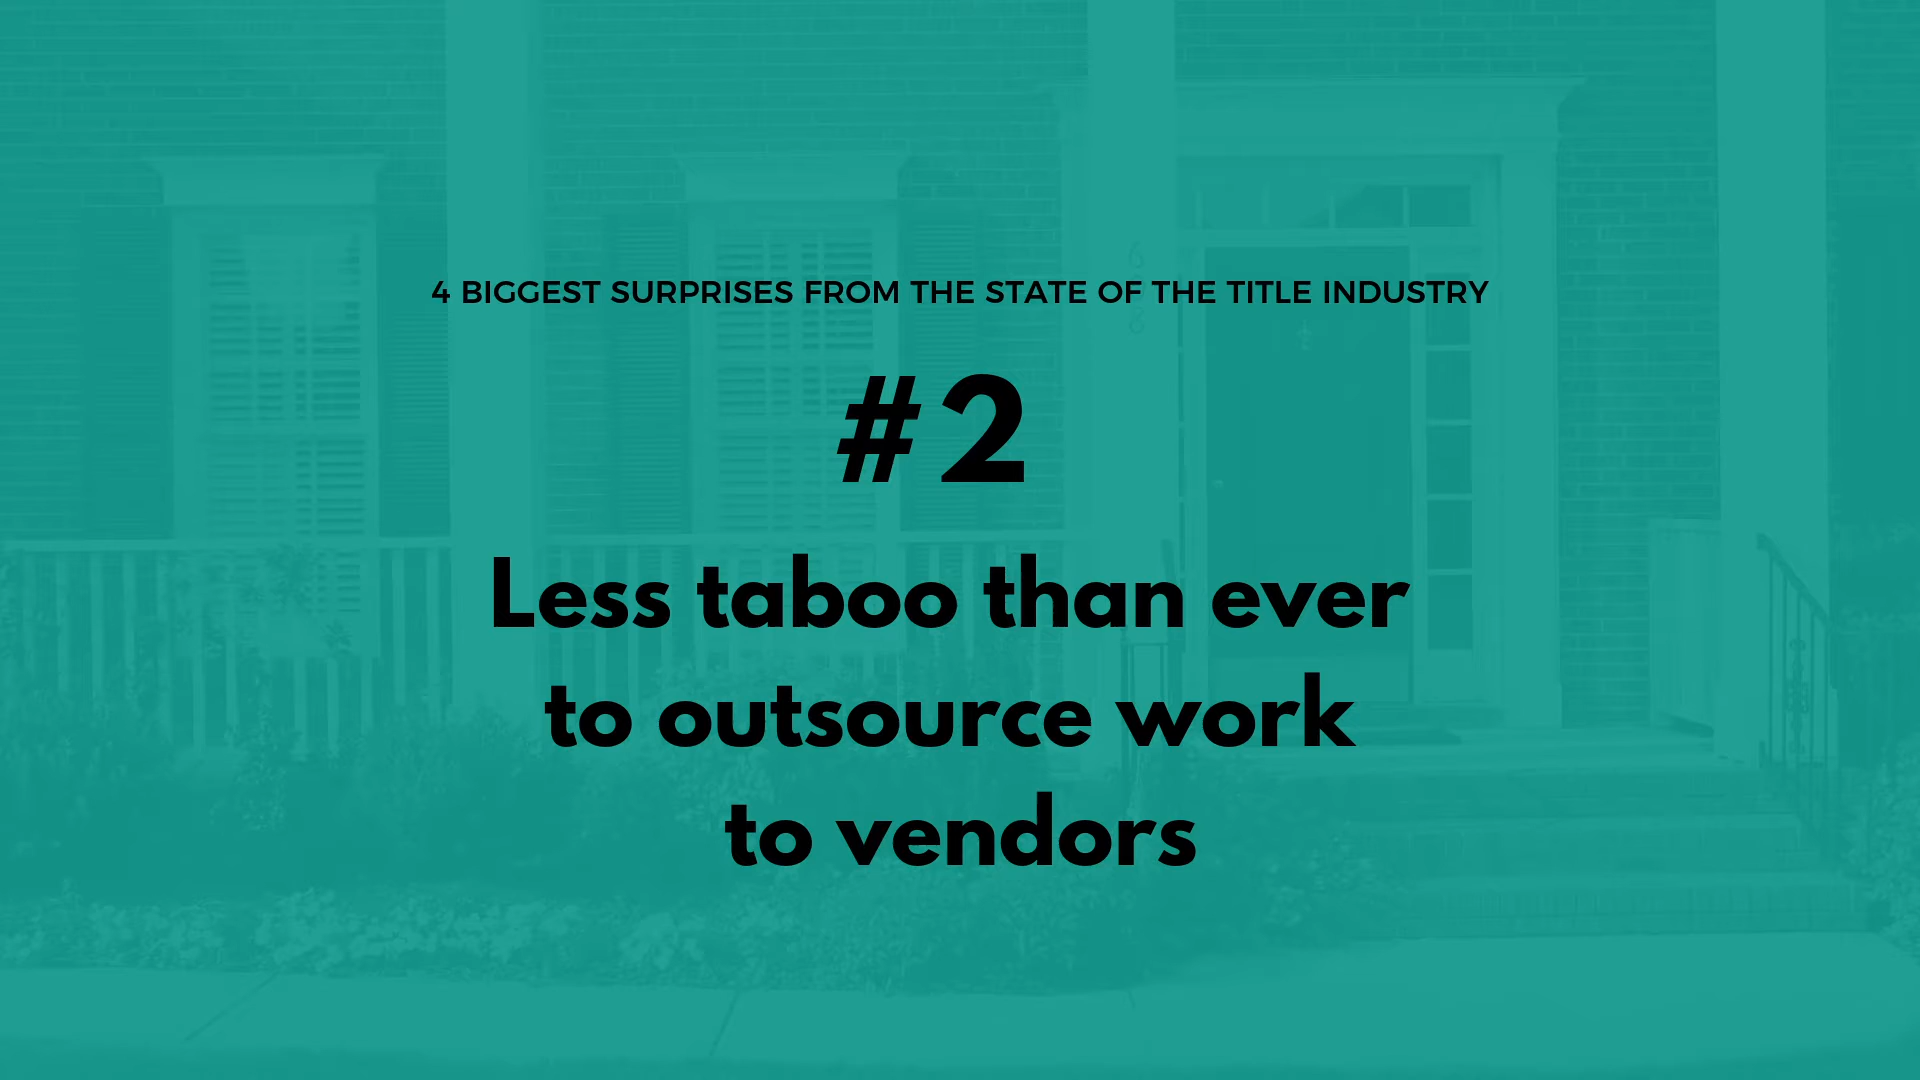 4 BIGGEST SURPRISES FROM THE STATE OF THE TITLE INDUSTRY
#2
Less taboo than ever
to outsource work
to vendors